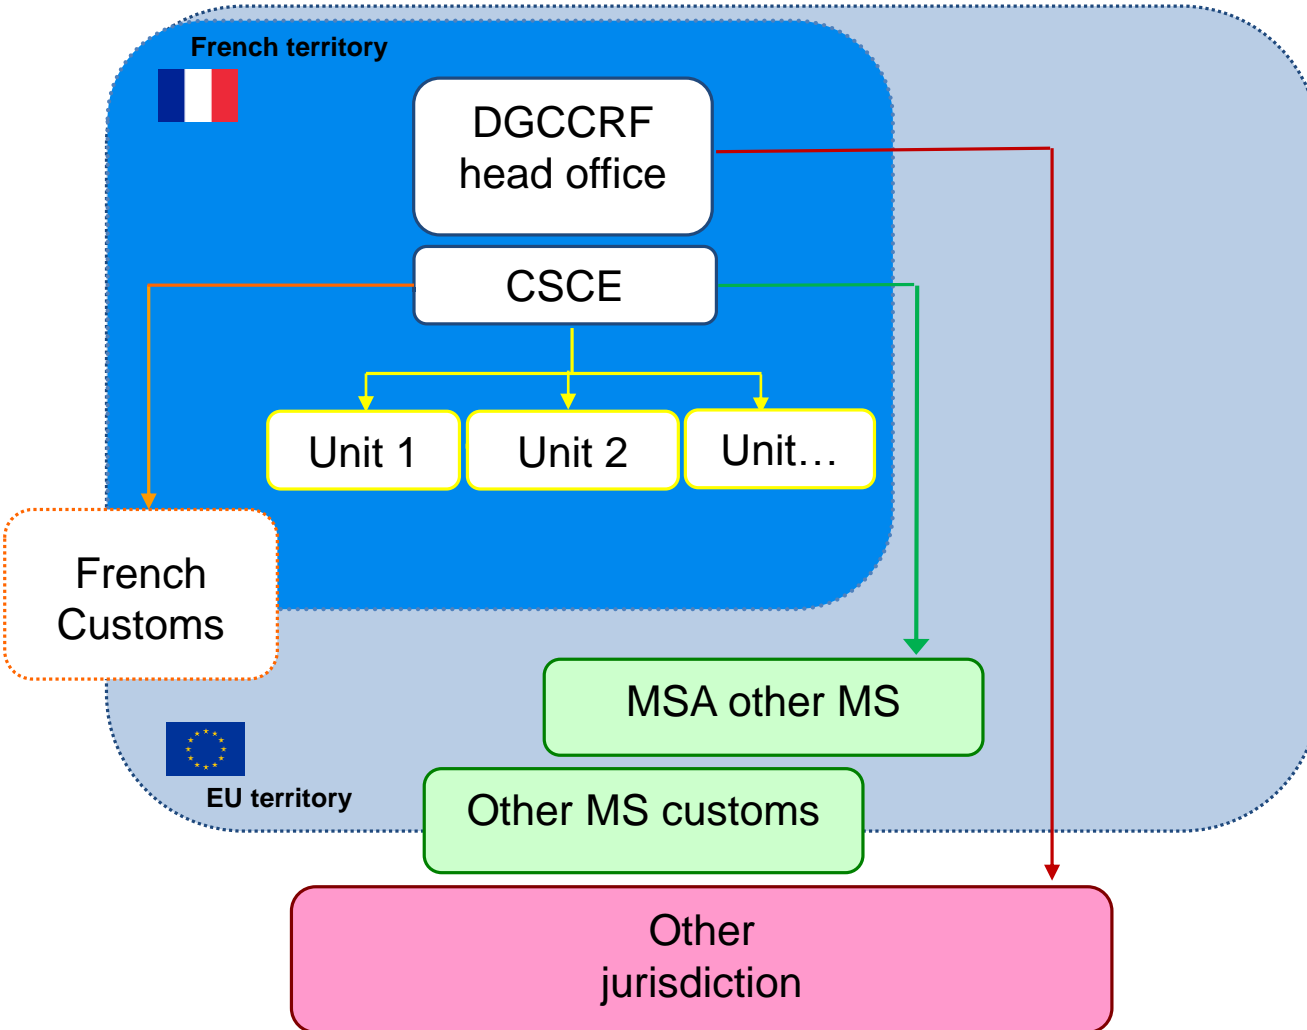 French territory
DGCCRF
head office
CSCE
Unit 1
Unit 2
Unit…
French
Customs
MSA other MS
EU territory
Other MS customs
Other
jurisdiction